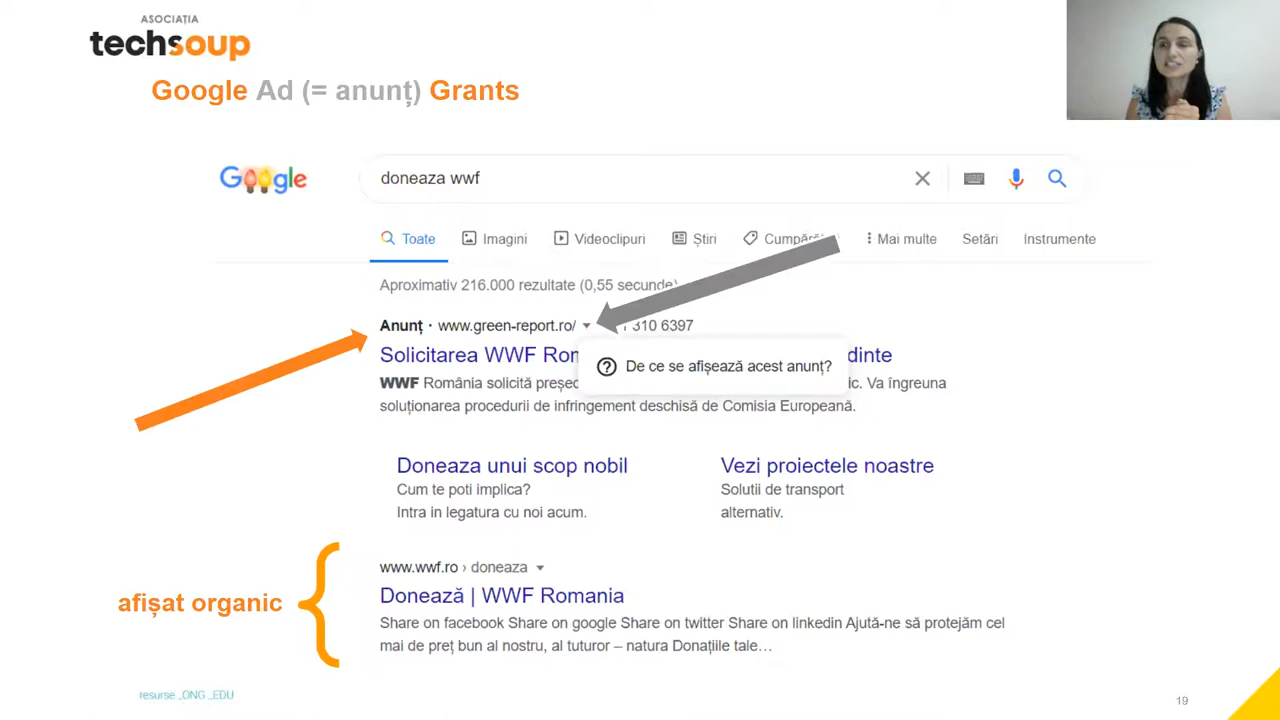 ASOCIAȚIA
techsoup
Google Ad (= anunț) Grants
Google
doneaza wwf
Toate Imagini Videoclipuri Știri Mai multe Setări Instrumente
Aproximativ 216.000 rezultate (0,55 secunde)
Anunț · www.green-report.ro/ 310 6397
Solicitarea WWF
De ce se afișează acest anunț?
WWF România solicită Va îngreuna
soluționarea procedurii de infringement deschisă de Comisia Europeană.
Doneaza unui scop nobil Vezi proiectele noastre
Cum te poti implica? Solutii de transport
Intra in legatura cu noi acum. alternativ.
www.wwf.ro › doneaza
afișat organic
Donează | WWF Romania
Share on facebook Share on google Share on twitter Share on linkedin Ajută-ne să protejăm cel
mai de preț bun al nostru, al tuturor – natura Donațiile tale…
resurse _ONG _EDU
19